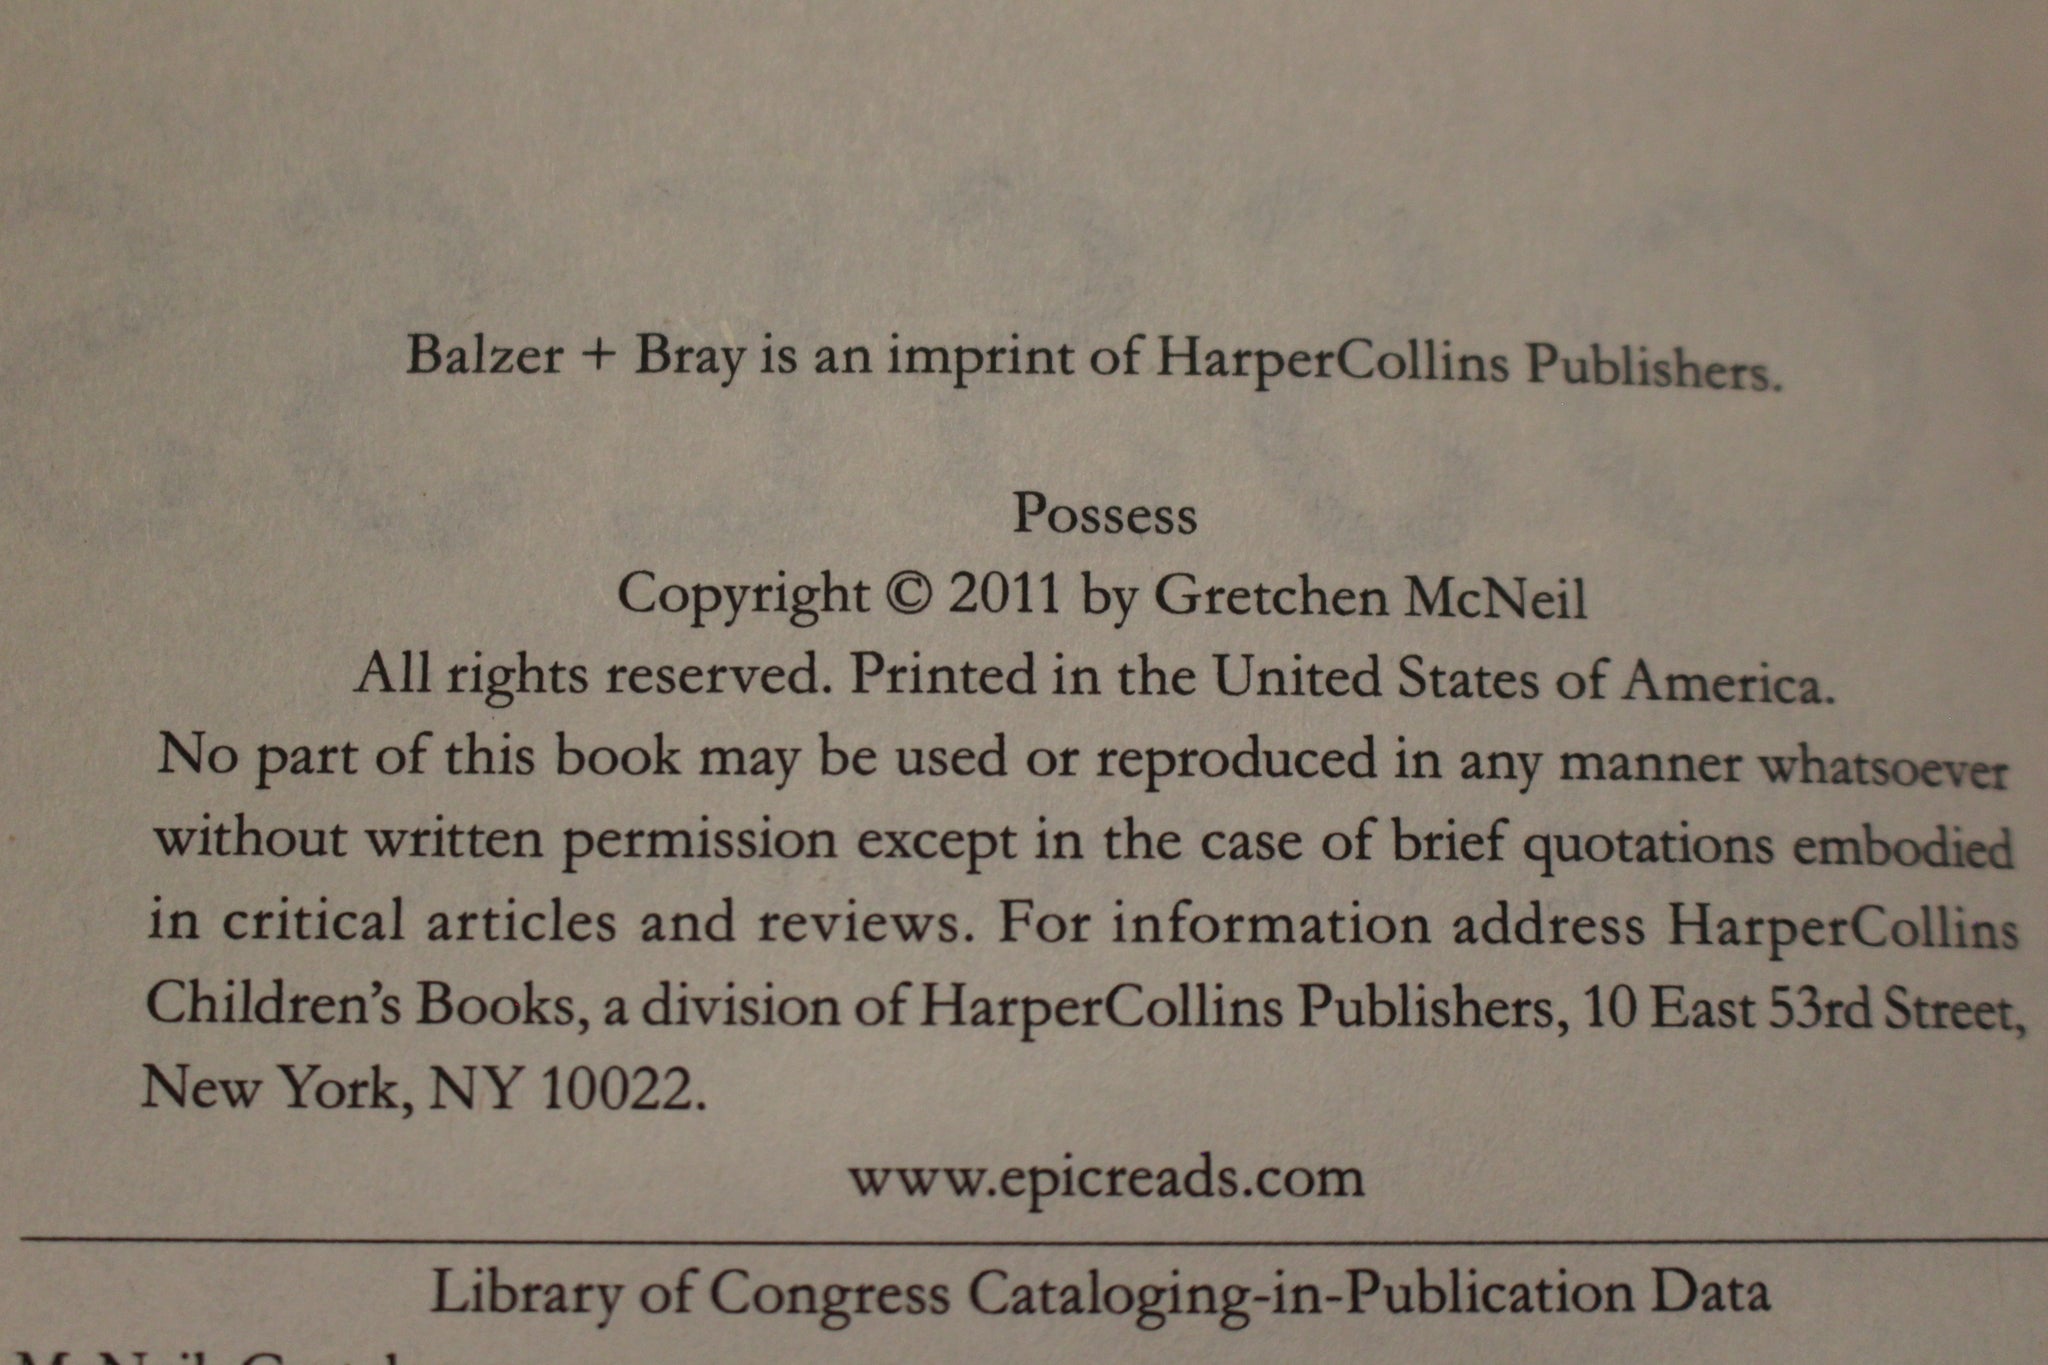 Balzer + Bray is an imprint of HarperCollins Publishers.
Possess
Copyright © 2011 by Gretchen McNeil
All rights reserved. Printed in the United States of America.
No part of this book may be used or reproduced in any manner whatsoever
without written permission except in the case of brief quotations embodied
in critical articles and reviews. For information address HarperCollins
Children's Books, a division of HarperCollins Publishers, 10 East 53rd Street,
New York, NY 10022.
www.epicreads.com
Library of Congress Cataloging-in-Publication Data